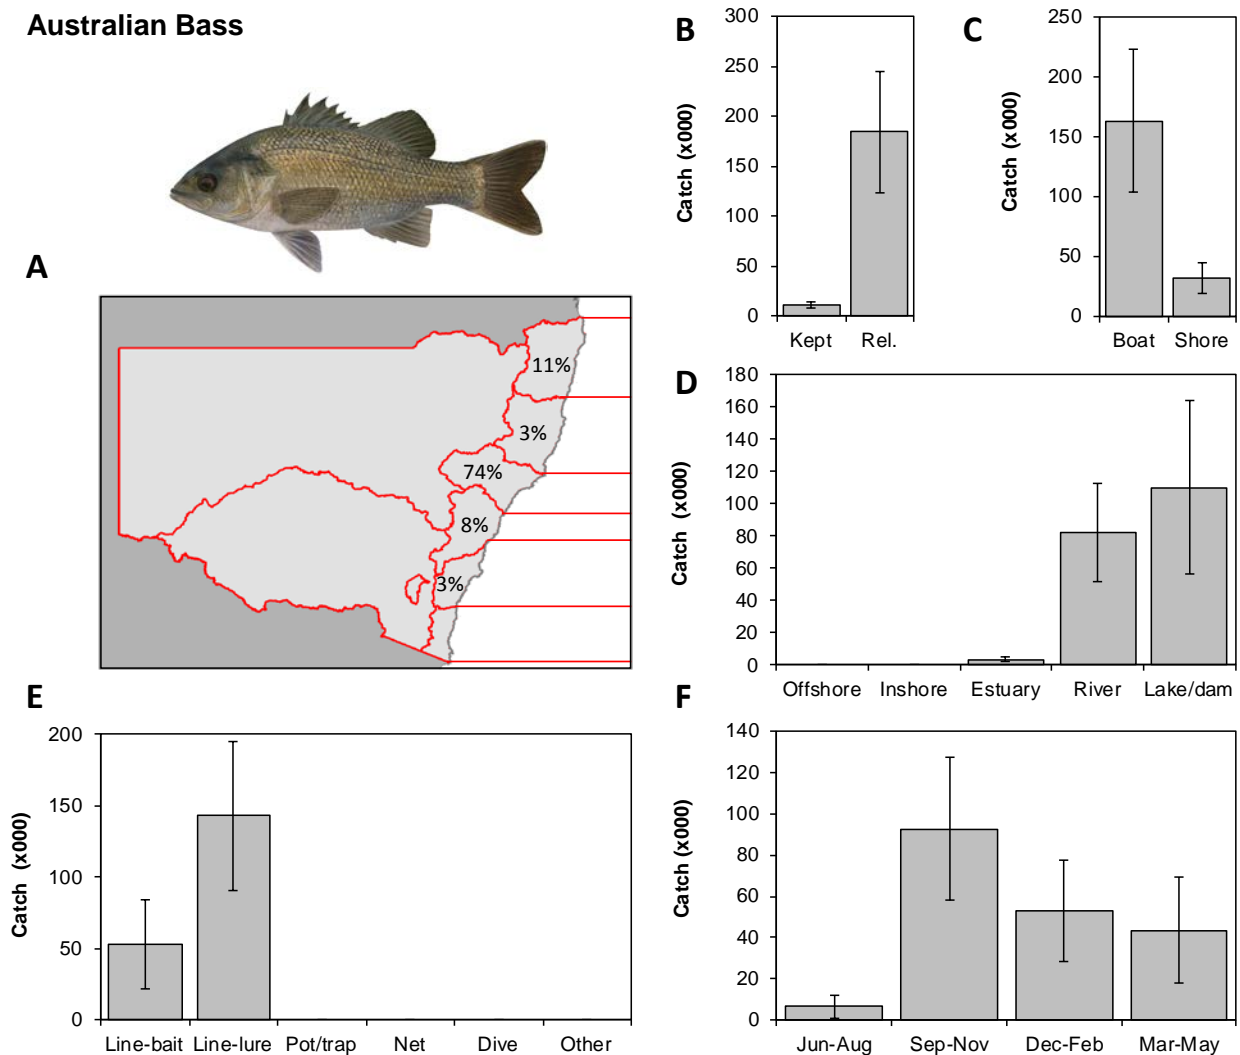 Australian Bass
A
11%
3%
74%
8%
3%
B
Catch (x000)
300
250
200
150
100
50
0
Kept Rel.
C
Catch (x000)
250
200
150
100
50
0
Boat Shore
D
Catch (x000)
180
160
140
120
100
80
60
40
20
0
Offshore Inshore Estuary River Lake/dam
E
Catch (x000)
200
150
100
50
0
Line-bait Line-lure Pot/trap Net Dive Other
F
Catch (x000)
140
120
100
80
60
40
20
0
Jun-Aug Sep-Nov Dec-Feb Mar-May